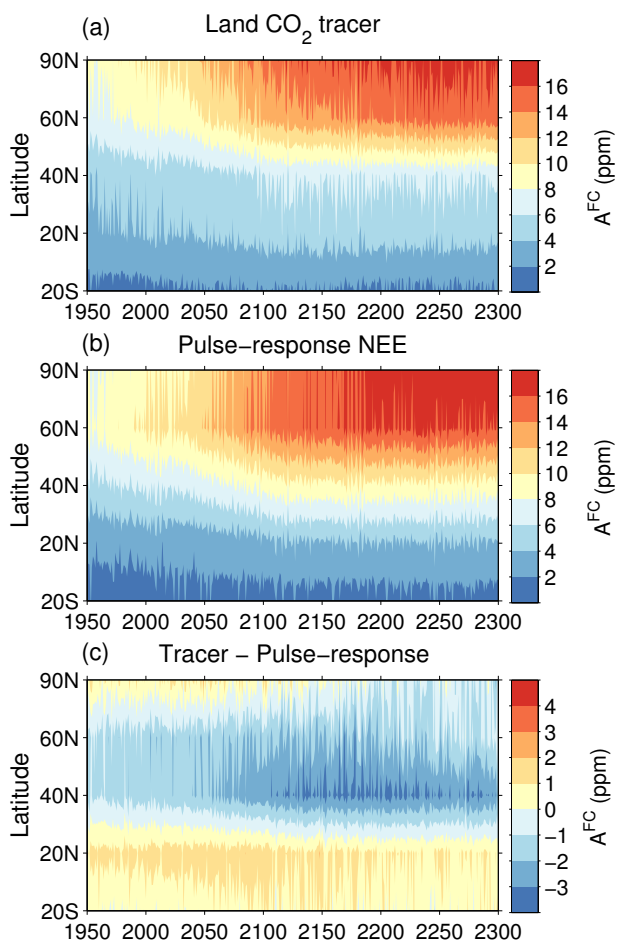 (a) Land CO2 tracer
90N
60N
40N
20N
20S
Latitude
1950 2000 2050 2100 2150 2200 2250 2300
16
14
12
10
8
6
4
2
A^FC (ppm)
(b) Pulse−response NEE
90N
60N
40N
20N
20S
Latitude
1950 2000 2050 2100 2150 2200 2250 2300
16
14
12
10
8
6
4
2
A^FC (ppm)
(c) Tracer − Pulse−response
90N
60N
40N
20N
20S
Latitude
1950 2000 2050 2100 2150 2200 2250 2300
4
3
2
1
0
−1
−2
−3
A^FC (ppm)